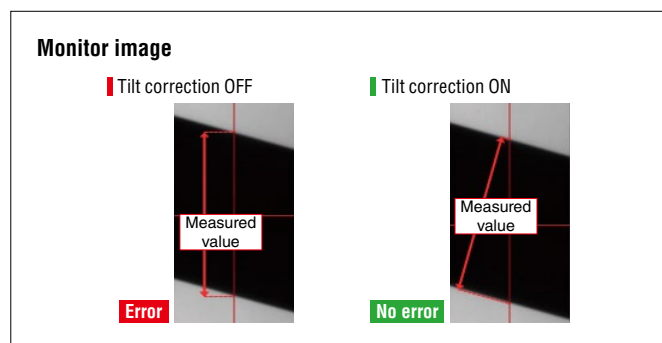 Monitor image
Tilt correction OFF
Tilt correction ON
Measured
value
Measured
value
Error
No error